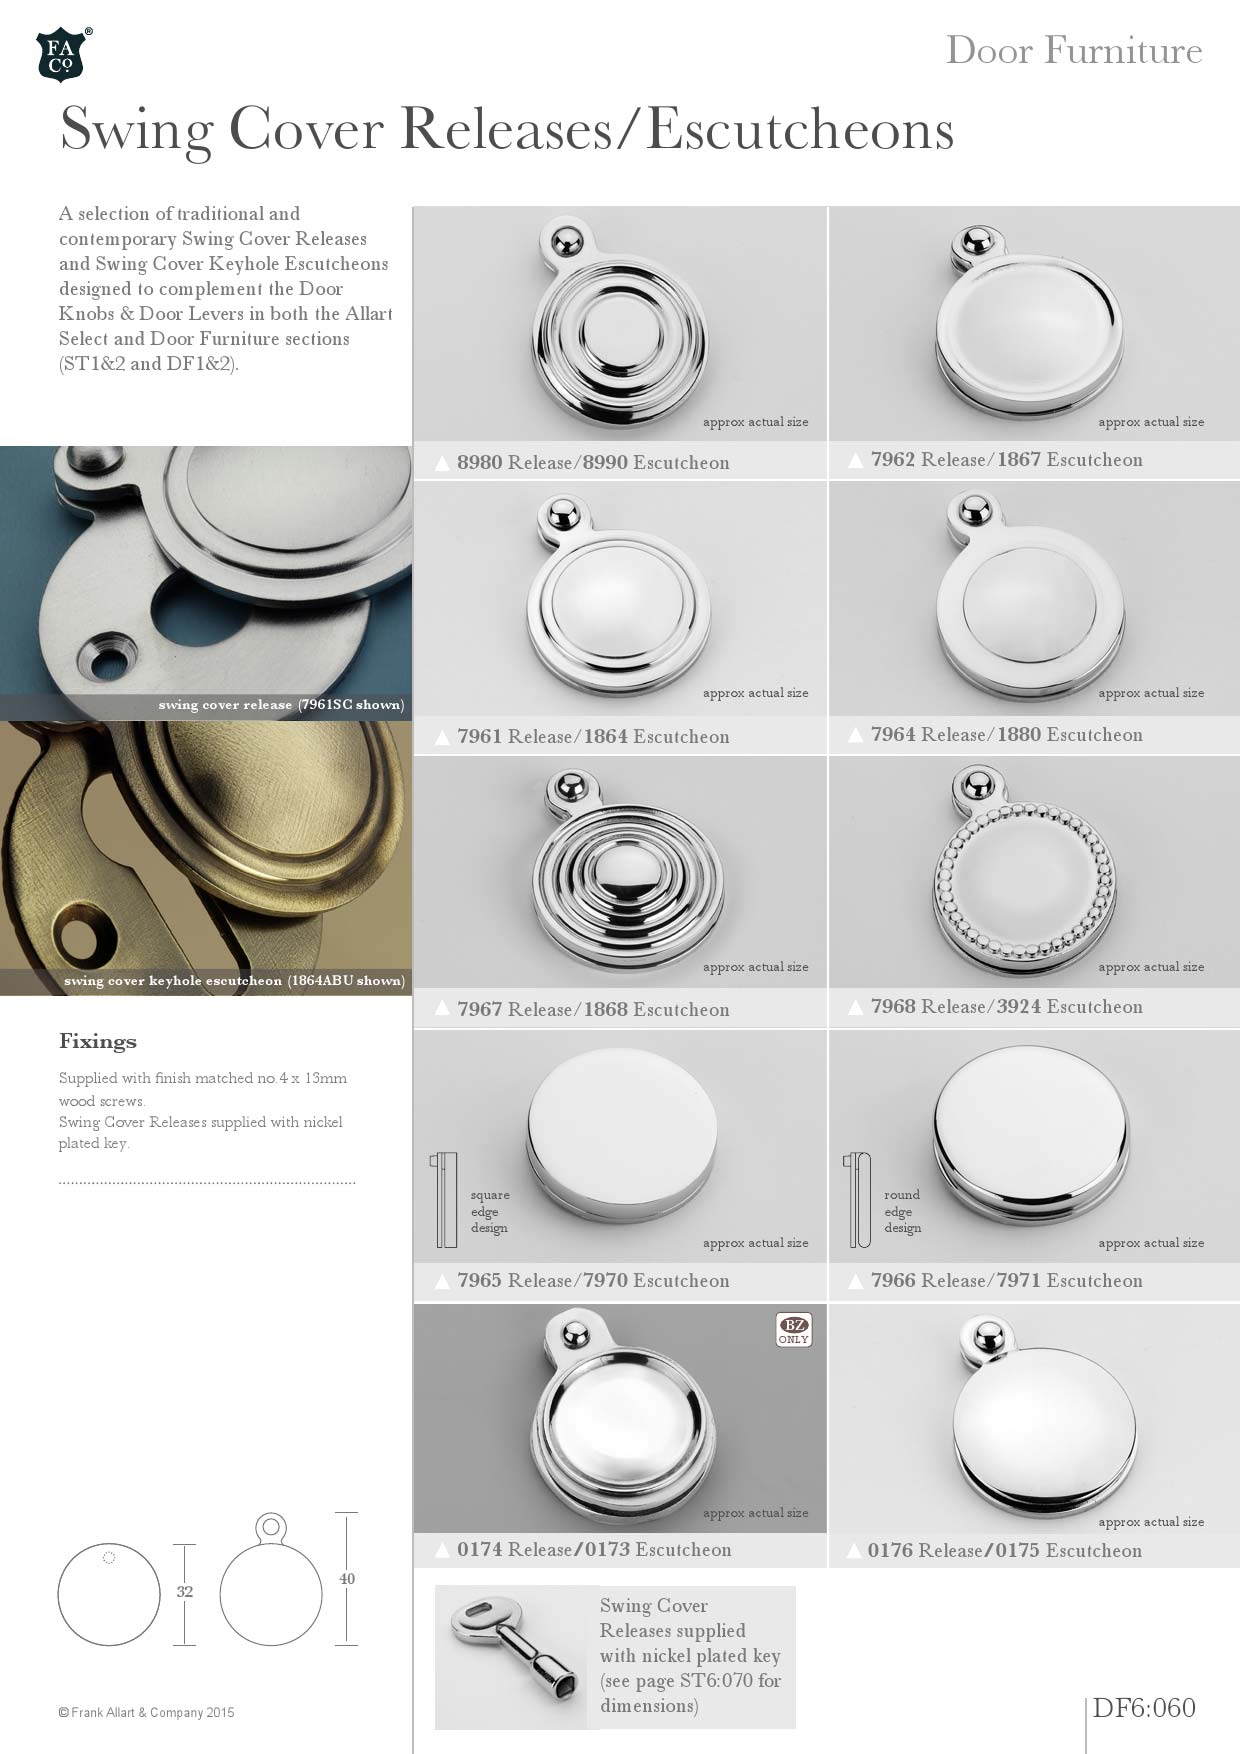 FA
Co.
®
Door Furniture
Swing Cover Releases/Escutcheons
A selection of traditional and
contemporary Swing Cover Releases
and Swing Cover Keyhole Escutcheons
designed to complement the Door
Knobs & Door Levers in both the Allart
Select and Door Furniture sections
(ST1&2 and DF1&2).
swing cover release (7961SC shown)
swing cover keyhole escutcheon (1864ABU shown)
Fixings
Supplied with finish matched no.4 x 13mm
wood screws.
Swing Cover Releases supplied with nickel
plated key.
32
40
© Frank Allart & Company 2015
approx actual size
8980 Release/8990 Escutcheon
approx actual size
7962 Release/1867 Escutcheon
approx actual size
7961 Release/1864 Escutcheon
approx actual size
7964 Release/1880 Escutcheon
approx actual size
7967 Release/1868 Escutcheon
approx actual size
7968 Release/3924 Escutcheon
square
edge
design
approx actual size
7965 Release/7970 Escutcheon
round
edge
design
approx actual size
7966 Release/7971 Escutcheon
BZ
ONLY
approx actual size
0174 Release/0173 Escutcheon
approx actual size
0176 Release/0175 Escutcheon
Swing Cover
Releases supplied
with nickel plated key
(see page ST6:070 for
dimensions)
DF6:060